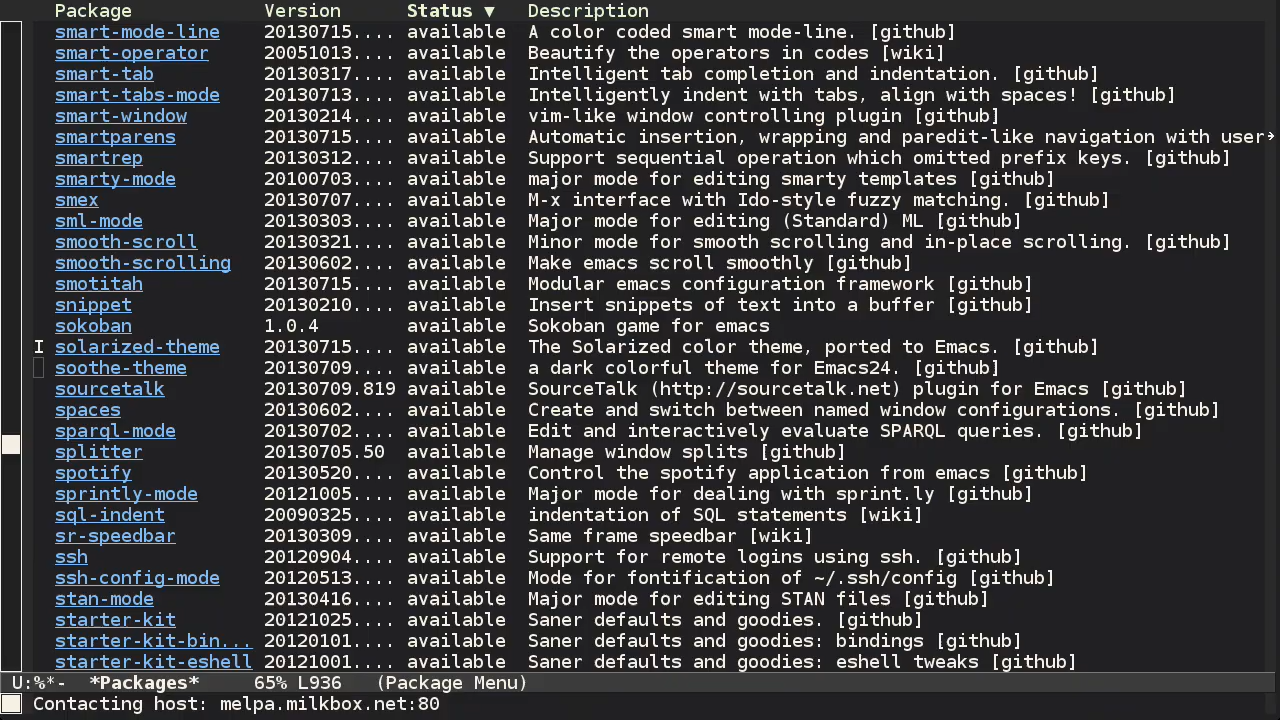 Package Version Status ▼ Description
smart-mode-line 20130715.... available A color coded smart mode-line. [github]
smart-operator 20051013.... available Beautify the operators in codes [wiki]
smart-tab 20130317.... available Intelligent tab completion and indentation. [github]
smart-tabs-mode 20130713.... available Intelligently indent with tabs, align with spaces! [github]
smart-window 20130214.... available vim-like window controlling plugin [github]
smartparens 20130715.... available Automatic insertion, wrapping and paredit-like navigation with user→
smartrep 20130312.... available Support sequential operation which omitted prefix keys. [github]
smarty-mode 20100703.... available major mode for editing smarty templates [github]
smex 20130707.... available M-x interface with Ido-style fuzzy matching. [github]
sml-mode 20130303.... available Major mode for editing (Standard) ML [github]
smooth-scroll 20130321.... available Minor mode for smooth scrolling and in-place scrolling. [github]
smooth-scrolling 20130602.... available Make emacs scroll smoothly [github]
smotitah 20130715.... available Modular emacs configuration framework [github]
snippet 20130210.... available Insert snippets of text into a buffer [github]
sokoban 1.0.4 available Sokoban game for emacs
I solarized-theme 20130715.... available The Solarized color theme, ported to Emacs. [github]
soothe-theme 20130709.... available a dark colorful theme for Emacs24. [github]
sourcetalk 20130709.819 available SourceTalk (http://sourcetalk.net) plugin for Emacs [github]
spaces 20130602.... available Create and switch between named window configurations. [github]
sparql-mode 20130702.... available Edit and interactively evaluate SPARQL queries. [github]
splitter 20130705.50 available Manage window splits [github]
spotify 20130520.... available Control the spotify application from emacs [github]
sprintly-mode 20121005.... available Major mode for dealing with sprint.ly [github]
sql-indent 20090325.... available indentation of SQL statements [wiki]
sr-speedbar 20130309.... available Same frame speedbar [wiki]
ssh 20120904.... available Support for remote logins using ssh. [github]
ssh-config-mode 20120513.... available Mode for fontification of ~/.ssh/config [github]
stan-mode 20130416.... available Major mode for editing STAN files [github]
starter-kit 20121025.... available Saner defaults and goodies. [github]
starter-kit-bin... 20120101.... available Saner defaults and goodies: bindings [github]
starter-kit-eshell 20121001.... available Saner defaults and goodies: eshell tweaks [github]
U:%*- *Packages* 65% L936 (Package Menu)
Contacting host: melpa.milkbox.net:80